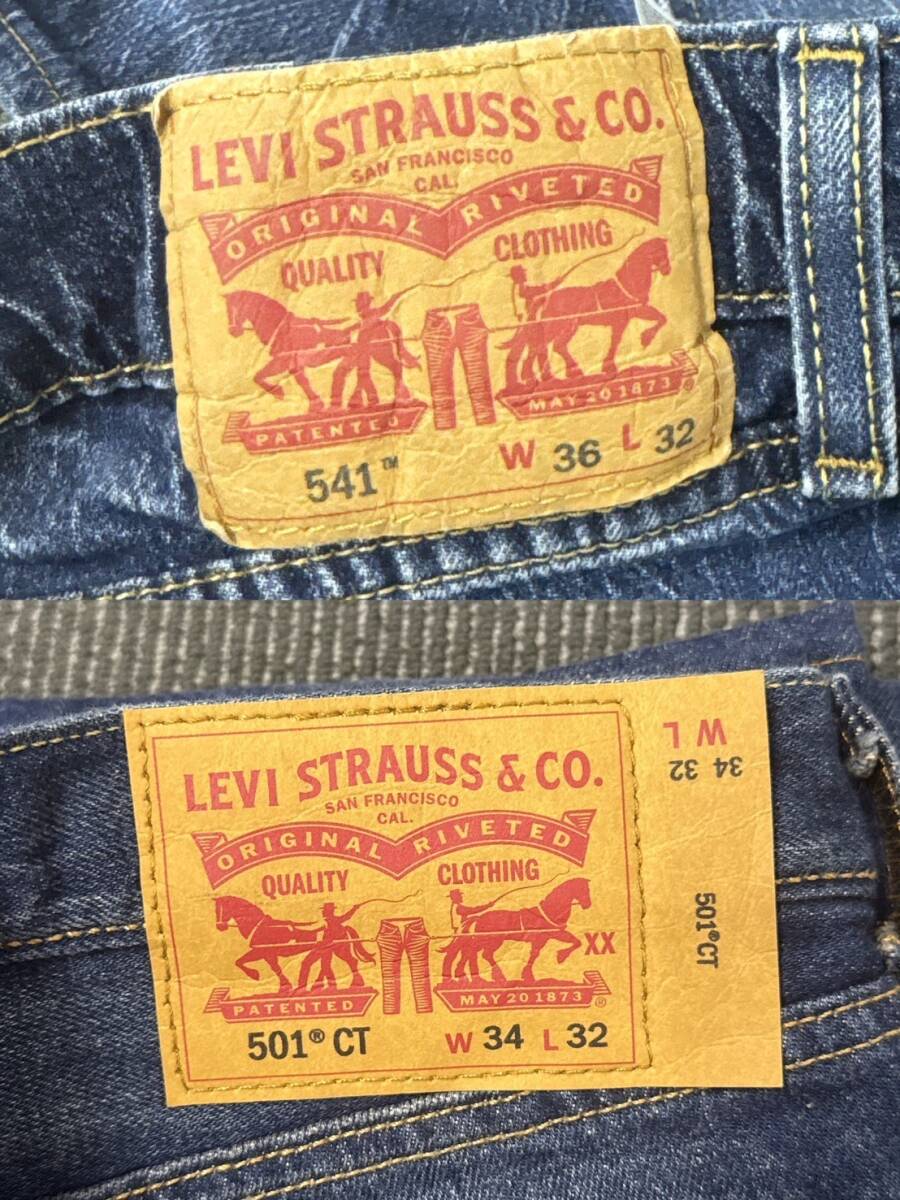 LEVI STRAUSS & CO.
SAN FRANCISCO
CAL.
ORIGINAL RIVETED
QUALITY CLOTHING
PATENTED MAY 20 1873 ®
541™ W 36 L 32
LEVI STRAUSS & CO.
SAN FRANCISCO
CAL.
ORIGINAL RIVETED
QUALITY CLOTHING
XX
PATENTED MAY 20 1873 ®
501® CT W 34 L 32
W L
34 32
501® CT